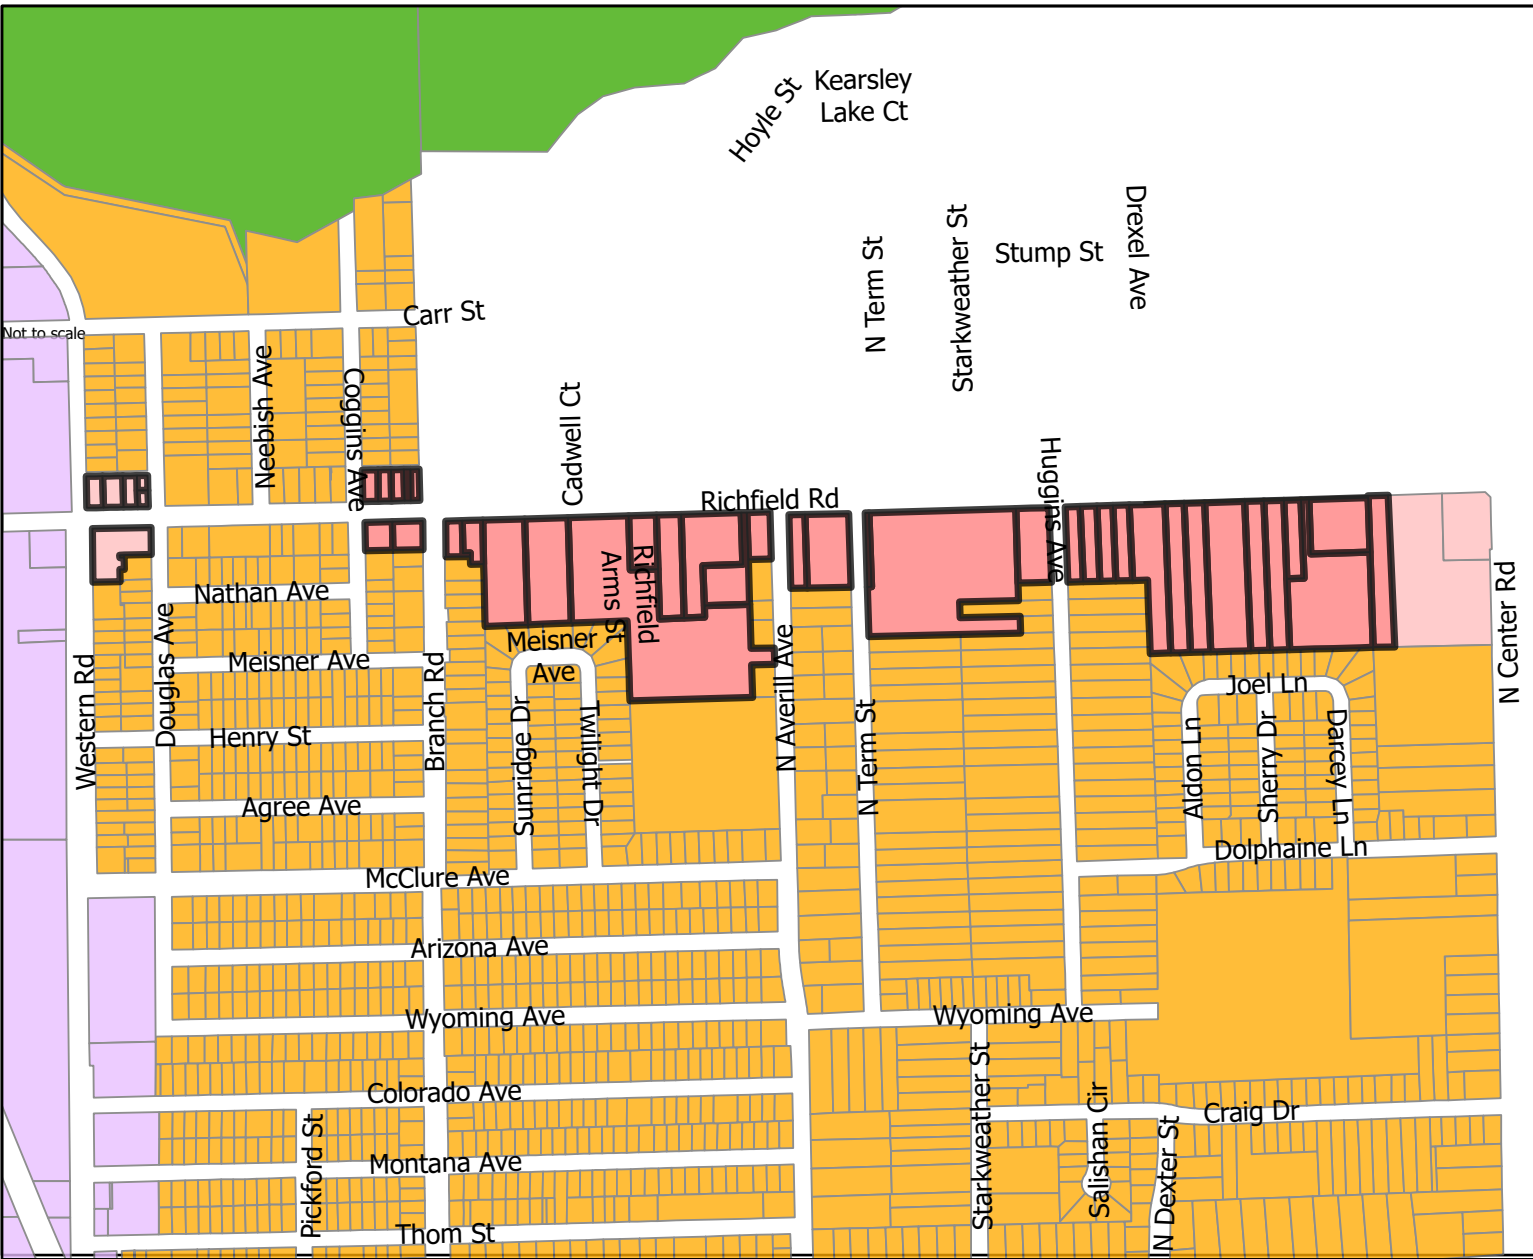 Kearsley
Lake Ct
Hoyle St
Drexel Ave
Starkweather St
N Term St
Stump St
Carr St
Not to scale
Neebish Ave
Coggins Ave
Cadwell Ct
Huggins Ave
Richfield Rd
Richfield
Arms St
Nathan Ave
N Center Rd
Douglas Ave
Meisner
Ave
Meisner Ave
Western Rd
Branch Rd
N Averill Ave
Joel Ln
Henry St
Sunridge Dr
Twilight Dr
N Term St
Aldon Ln
Sherry Dr
Darcey Ln
Agree Ave
Dolphaine Ln
McClure Ave
Arizona Ave
Wyoming Ave
Wyoming Ave
Colorado Ave
Starkweather St
Salishan Cir
Craig Dr
N Dexter St
Pickford St
Montana Ave
Thom St